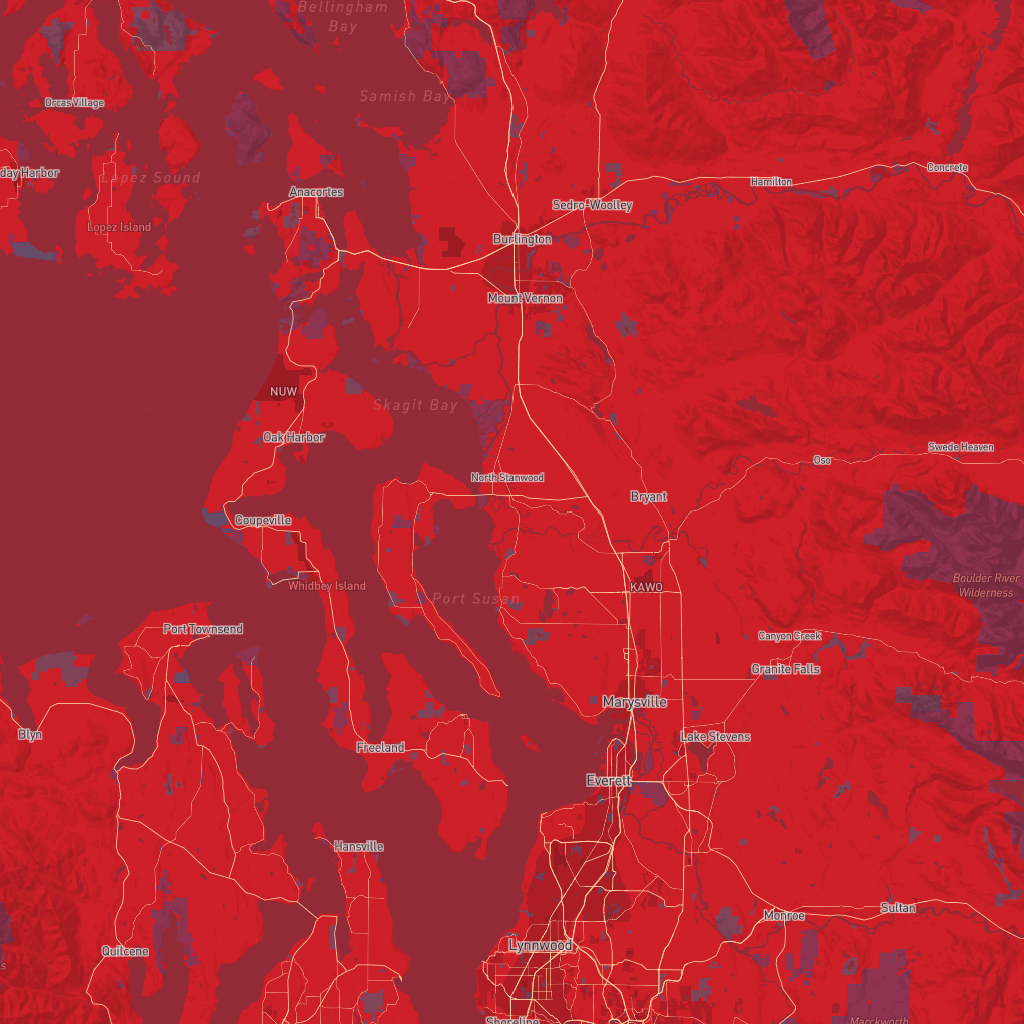 Bellingham
Bay
Samish Bay
Orcas Village
day Harbor
Lopez Sound
Concrete
Hamilton
Anacortes
Sedro-Woolley
Lopez Island
Burlington
Mount Vernon
NUW
Skagit Bay
Oak Harbor
Swede Heaven
Oso
North Stanwood
Bryant
Coupeville
Boulder River
Wilderness
Whidbey Island
KAWO
Port Susan
Port Townsend
Canyon Creek
Granite Falls
Marysville
Blyn
Lake Stevens
Freeland
Everett
Hansville
Sultan
Monroe
Lynnwood
Quilcene
s
Shoreline
Marckworth